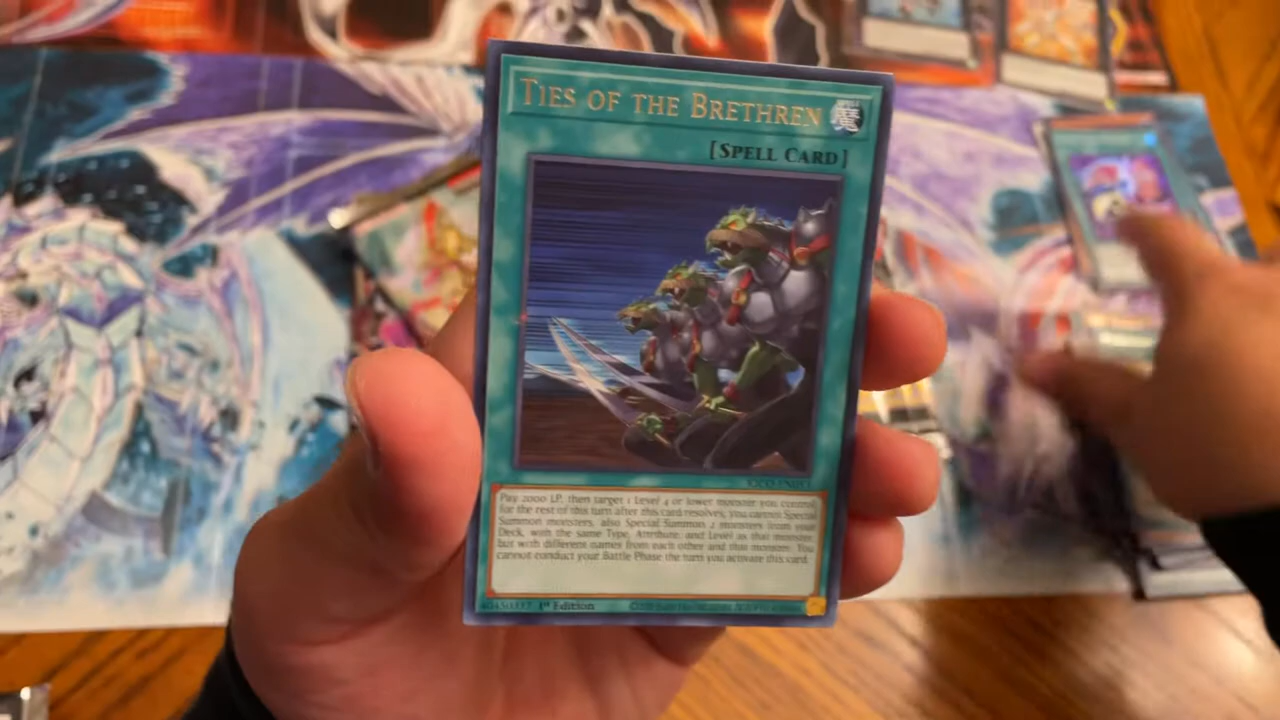 TIES OF THE BRETHREN
[SPELL CARD]
Pay 2000 LP, then target 1 Level 4 or lower monster you control;
for the rest of this turn after this card resolves, you cannot Special
Summon monsters, also Special Summon 2 monsters from your
Deck, with the same Type, Attribute, and Level as that monster,
but with different names from each other and that monster. You
cannot conduct your Battle Phase the turn you activate this card.
1st Edition